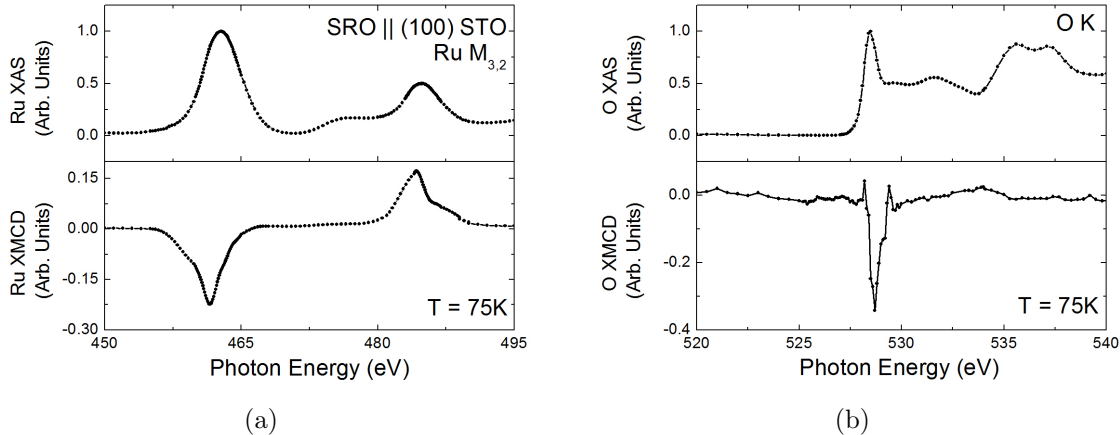 SRO || (100) STO
Ru M3,2
Ru XAS
(Arb. Units)
1.0
0.5
0.0
Ru XMCD
(Arb. Units)
0.15
0.00
-0.15
-0.30
T = 75K
450 465 480 495
Photon Energy (eV)
(a)
O K
O XAS
(Arb. Units)
1.0
0.5
0.0
O XMCD
(Arb. Units)
0.0
-0.2
-0.4
T = 75K
520 525 530 535 540
Photon Energy (eV)
(b)